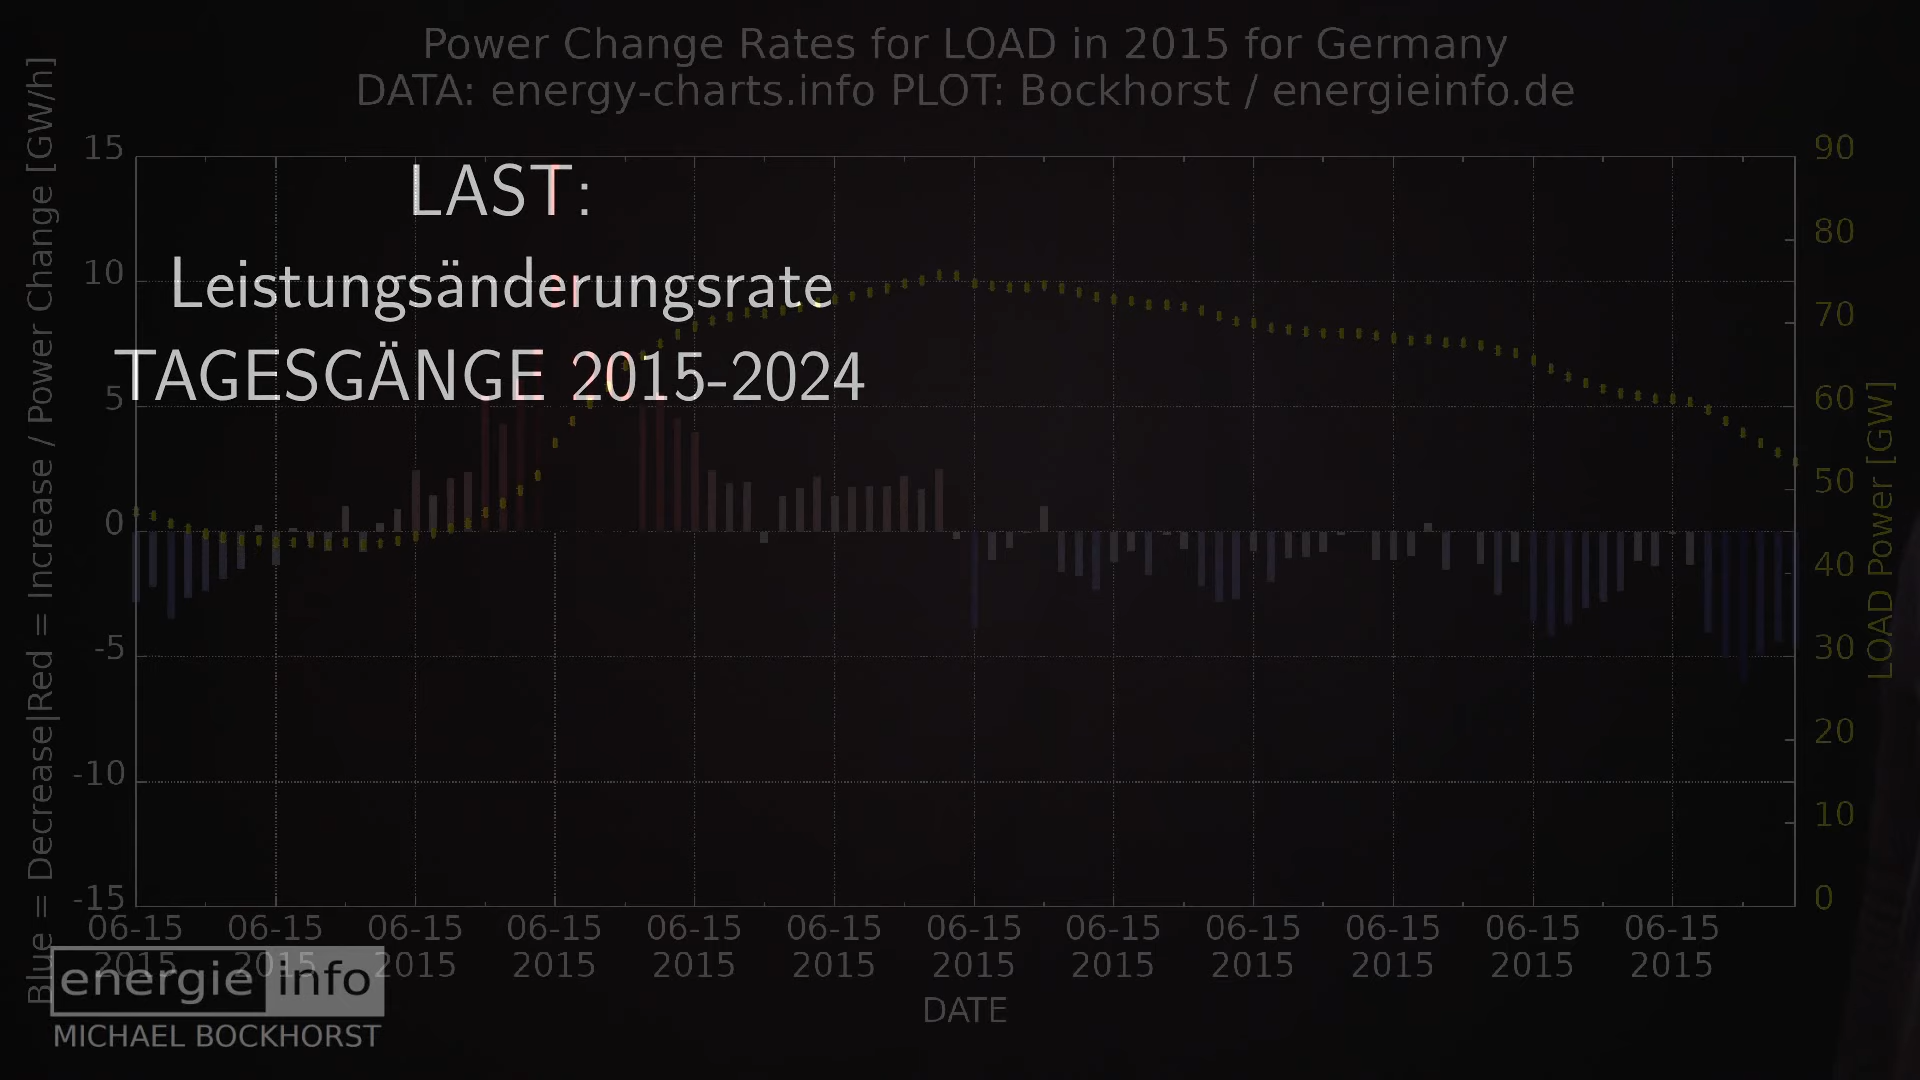 Power Change Rates for LOAD in 2015 for Germany
DATA: energy-charts.info PLOT: Bockhorst / energieinfo.de
LAST:
Leistungsänderungsrate
TAGESGÄNGE 2015-2024
Blue = Decrease|Red = Increase / Power Change [GW/h]
15
10
5
0
-5
-10
-15
90
80
70
60
50
40
30
20
10
0
LOAD Power [GW]
06-15 06-15 06-15 06-15 06-15 06-15 06-15 06-15 06-15 06-15 06-15 06-15
2015 2015 2015 2015 2015 2015 2015 2015 2015 2015 2015 2015
DATE
energie info
MICHAEL BOCKHORST